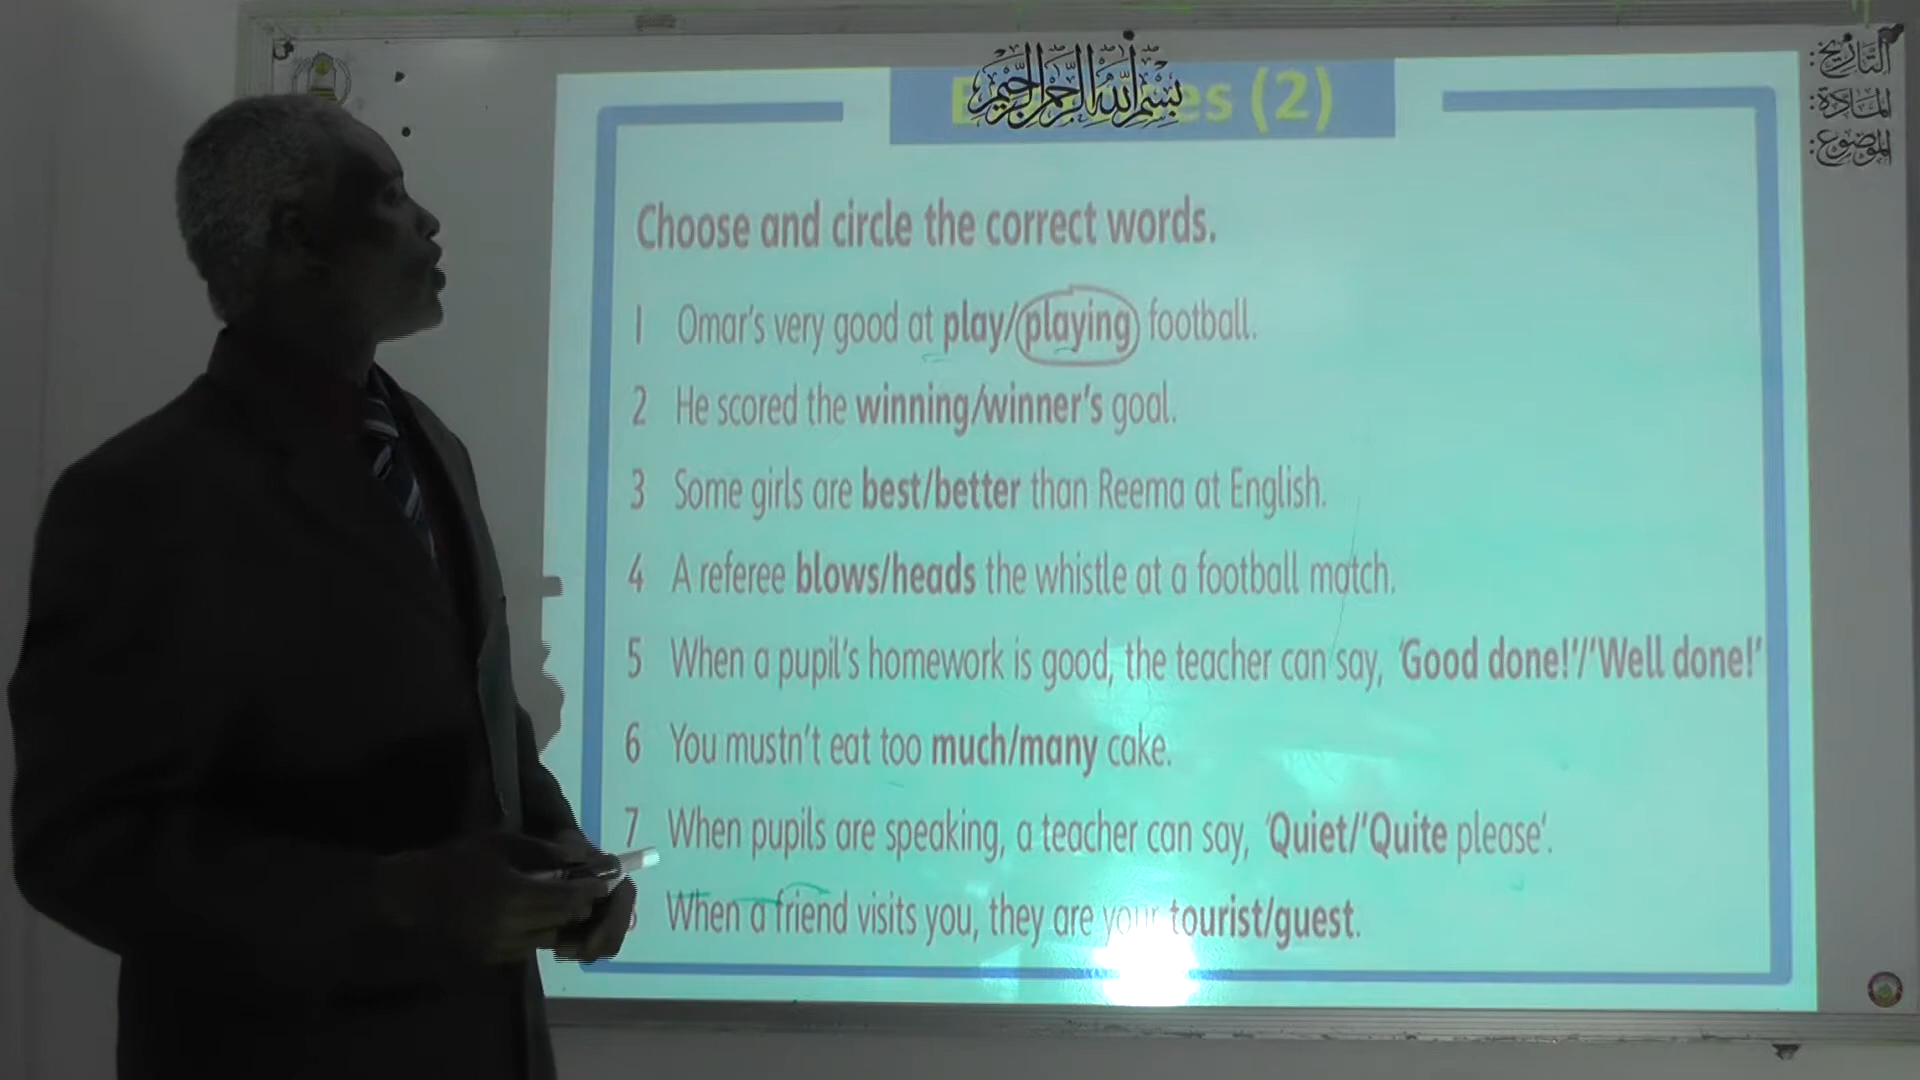 بسم الله الرحمن الرحيم
es (2)
التاريخ:
المادة:
الموضوع:
Choose and circle the correct words.
1 Omar's very good at play/playing football.
2 He scored the winning/winner's goal.
3 Some girls are best/better than Reema at English.
4 A referee blows/heads the whistle at a football match.
5 When a pupil's homework is good, the teacher can say, 'Good done!'/'Well done!'
6 You mustn't eat too much/many cake.
7 When pupils are speaking, a teacher can say, 'Quiet/'Quite please'.
8 When a friend visits you, they are your tourist/guest.